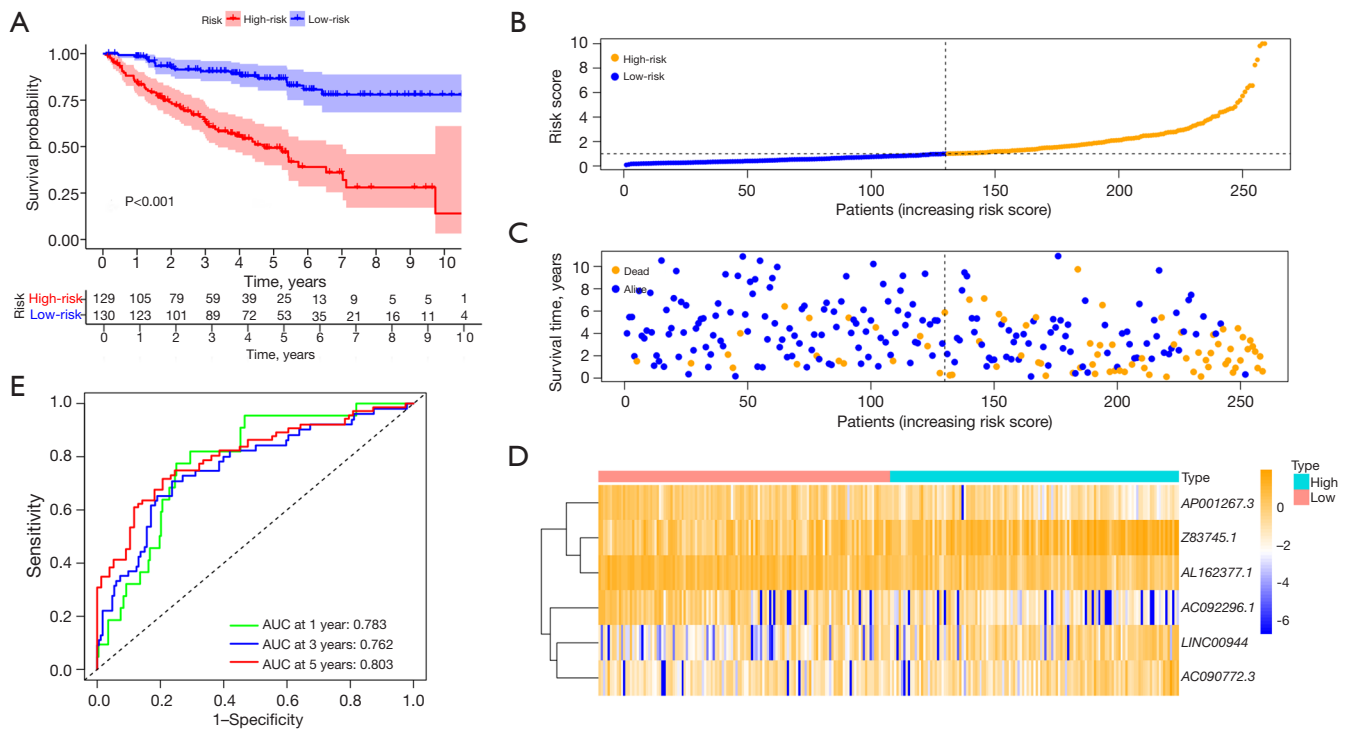 A
Risk High-risk Low-risk
Survival probability
1.00
0.75
0.50
0.25
0.00
P<0.001
0 1 2 3 4 5 6 7 8 9 10
Time, years
Risk
High-risk 129 105 79 59 39 25 13 9 5 5 1
Low-risk 130 123 101 89 72 53 35 21 16 11 4
0 1 2 3 4 5 6 7 8 9 10
Time, years
B
Risk score
10
8
6
4
2
0
High-risk
Low-risk
0 50 100 150 200 250
Patients (increasing risk score)
C
Survival time, years
10
8
6
4
2
0
Dead
Alive
0 50 100 150 200 250
Patients (increasing risk score)
D
Type
AP001267.3
Z83745.1
AL162377.1
AC092296.1
LINC00944
AC090772.3
0
-2
-4
-6
Type
High
Low
E
Sensitivity
1.0
0.8
0.6
0.4
0.2
0.0
AUC at 1 year: 0.783
AUC at 3 years: 0.762
AUC at 5 years: 0.803
0.0 0.2 0.4 0.6 0.8 1.0
1–Specificity